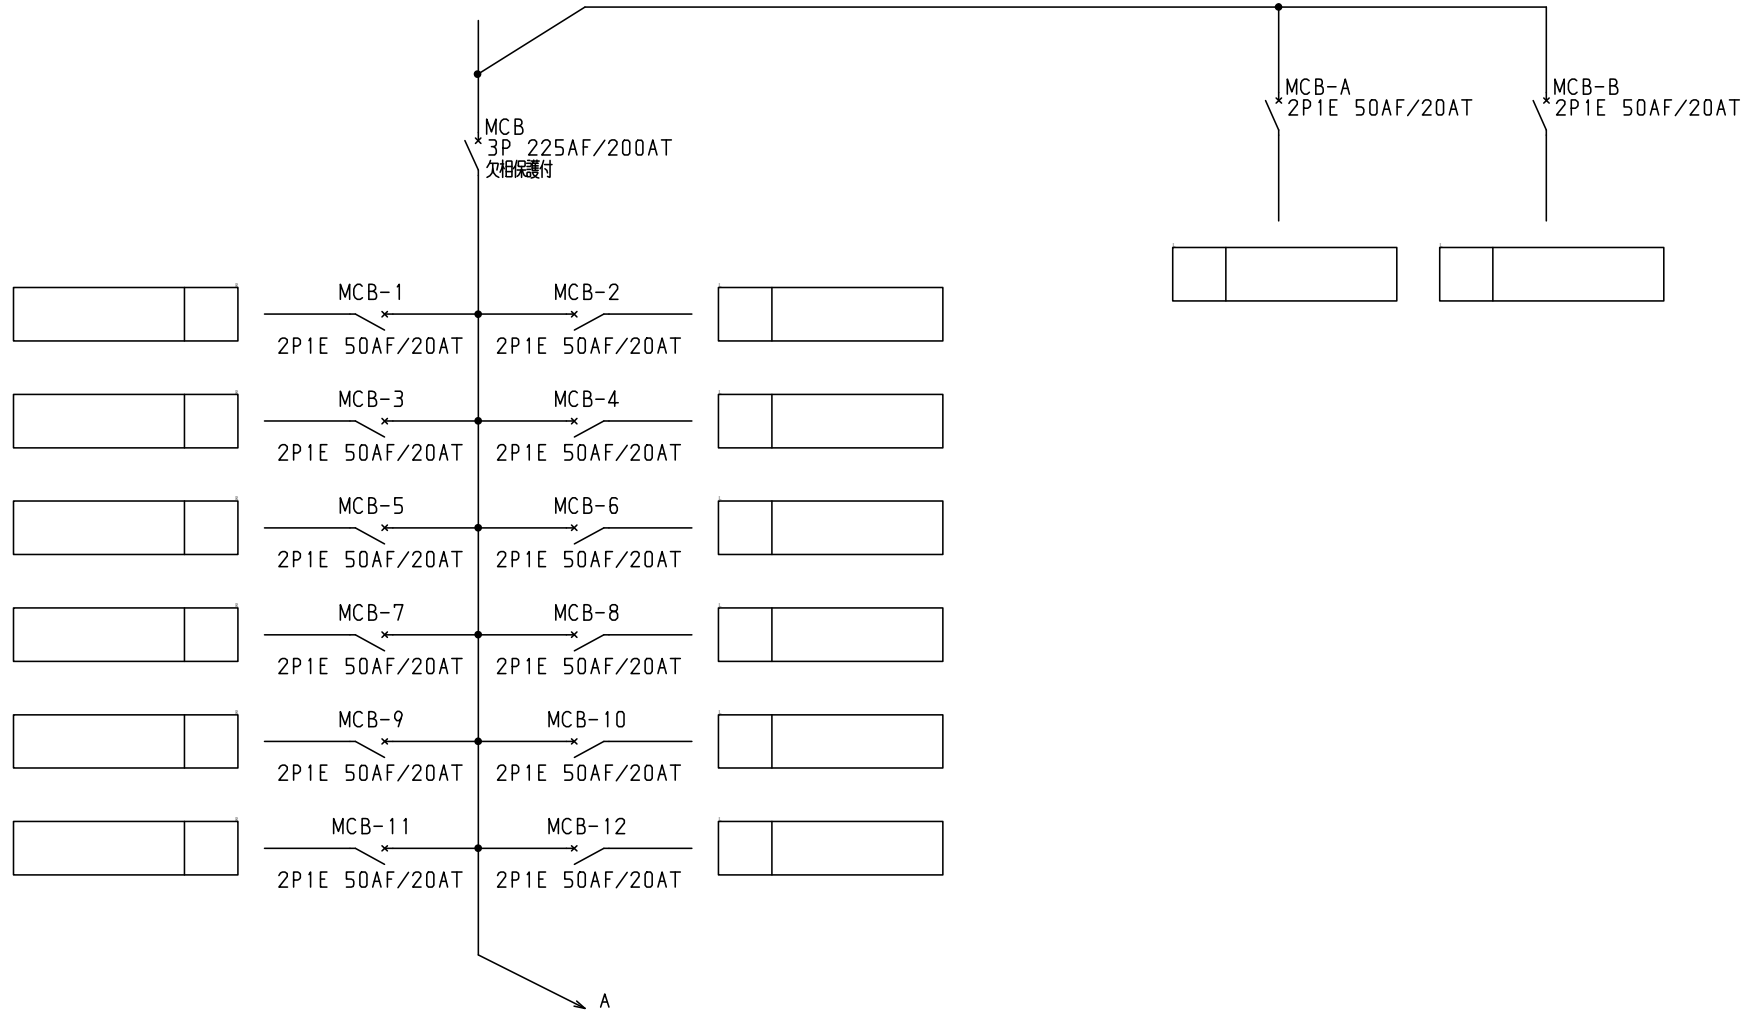 MCB-A
2P1E 50AF/20AT
MCB-B
2P1E 50AF/20AT
MCB
3P 225AF/200AT
欠相保護付
MCB-1
2P1E 50AF/20AT
MCB-2
2P1E 50AF/20AT
MCB-3
2P1E 50AF/20AT
MCB-4
2P1E 50AF/20AT
MCB-5
2P1E 50AF/20AT
MCB-6
2P1E 50AF/20AT
MCB-7
2P1E 50AF/20AT
MCB-8
2P1E 50AF/20AT
MCB-9
2P1E 50AF/20AT
MCB-10
2P1E 50AF/20AT
MCB-11
2P1E 50AF/20AT
MCB-12
2P1E 50AF/20AT
A